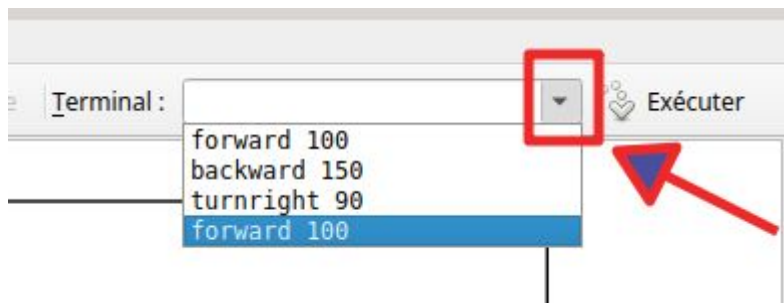 Terminal : Exécuter
forward 100
backward 150
turnright 90
forward 100